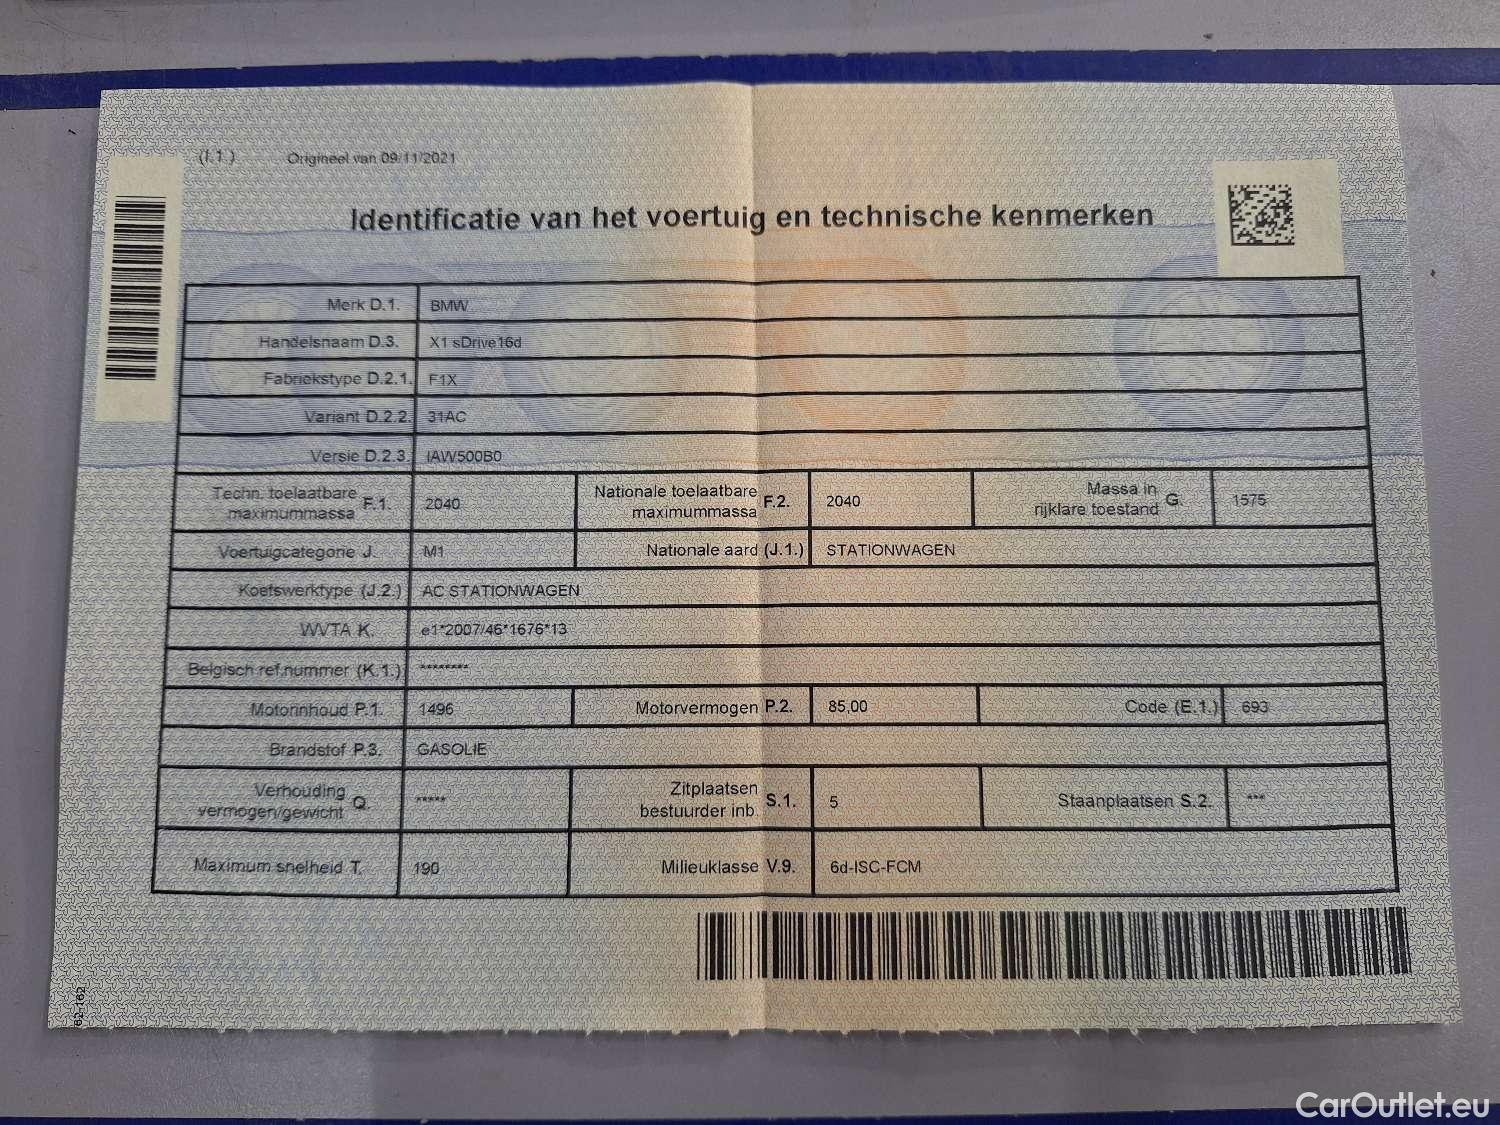 (I.1.) Origineel van 09/11/2021
Identificatie van het voertuig en technische kenmerken
Merk D.1. BMW
Handelsnaam D.3. X1 sDrive16d
Fabriekstype D.2.1. F1X
Variant D.2.2. 31AC
Versie D.2.3. IAW500B0
Techn. toelaatbare maximummassa F.1. 2040 Nationale toelaatbare maximummassa F.2. 2040 Massa in rijklare toestand G. 1575
Voertuigcategorie J. M1 Nationale aard (J.1.) STATIONWAGEN
Koetswerktype (J.2.) AC STATIONWAGEN
WVTA K. e1*2007/46*1676*13
Belgisch ref.nummer (K.1.) ********
Motorinhoud P.1. 1496 Motorvermogen P.2. 85,00 Code (E.1.) 693
Brandstof P.3. GASOLIE
Verhouding vermogen/gewicht Q. ***** Zitplaatsen bestuurder inb. S.1. 5 Staanplaatsen S.2. ***
Maximum snelheid T. 190 Milieuklasse V.9. 6d-ISC-FCM
62-162
CarOutlet.eu